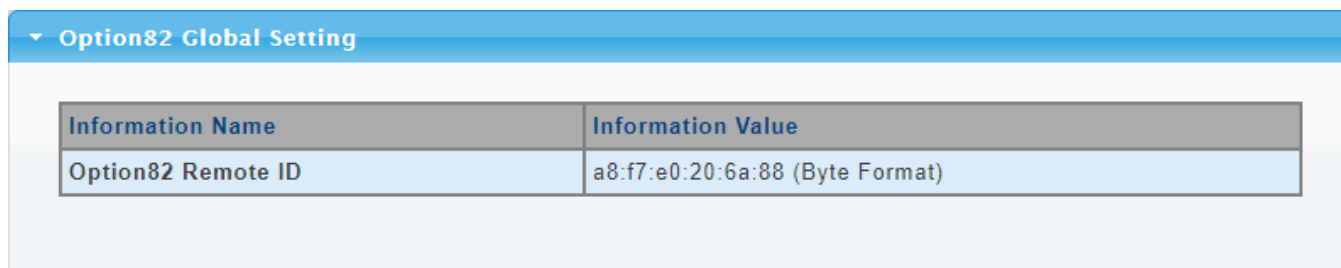 Option82 Global Setting
Information Name Information Value
Option82 Remote ID a8:f7:e0:20:6a:88 (Byte Format)